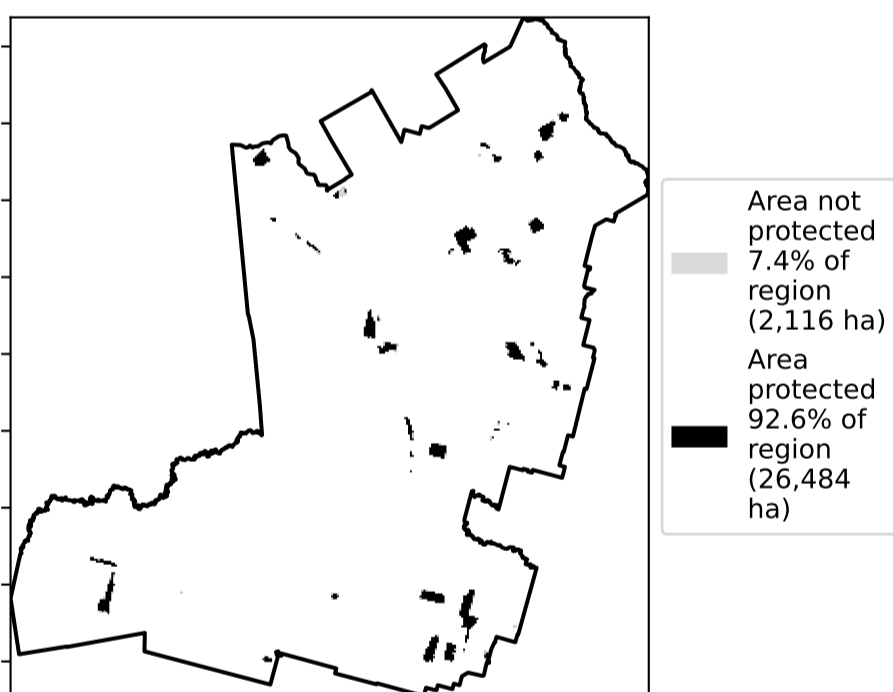 Area not
protected
7.4% of
region
(2,116 ha)
Area
protected
92.6% of
region
(26,484
ha)